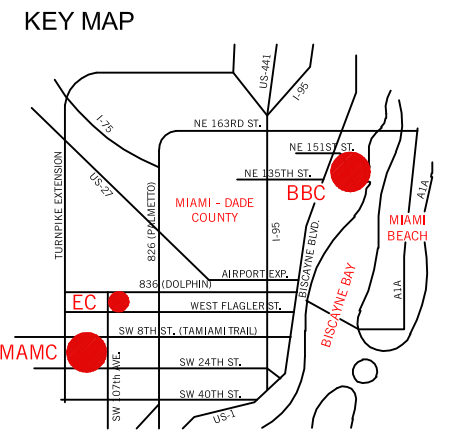 KEY MAP
US-441
I-95
I-75
NE 163RD ST.
NE 151ST ST.
NE 135TH ST.
BBC
US-27
A1A
TURNPIKE EXTENSION
826 (PALMETTO)
MIAMI - DADE
COUNTY
I-95
BISCAYNE BLVD.
MIAMI
BEACH
BISCAYNE BAY
A1A
AIRPORT EXP.
836 (DOLPHIN)
EC
WEST FLAGLER ST.
SW 8TH ST. (TAMIAMI TRAIL)
MAMC
SW 107th AVE.
SW 24TH ST.
SW 40TH ST.
US-1